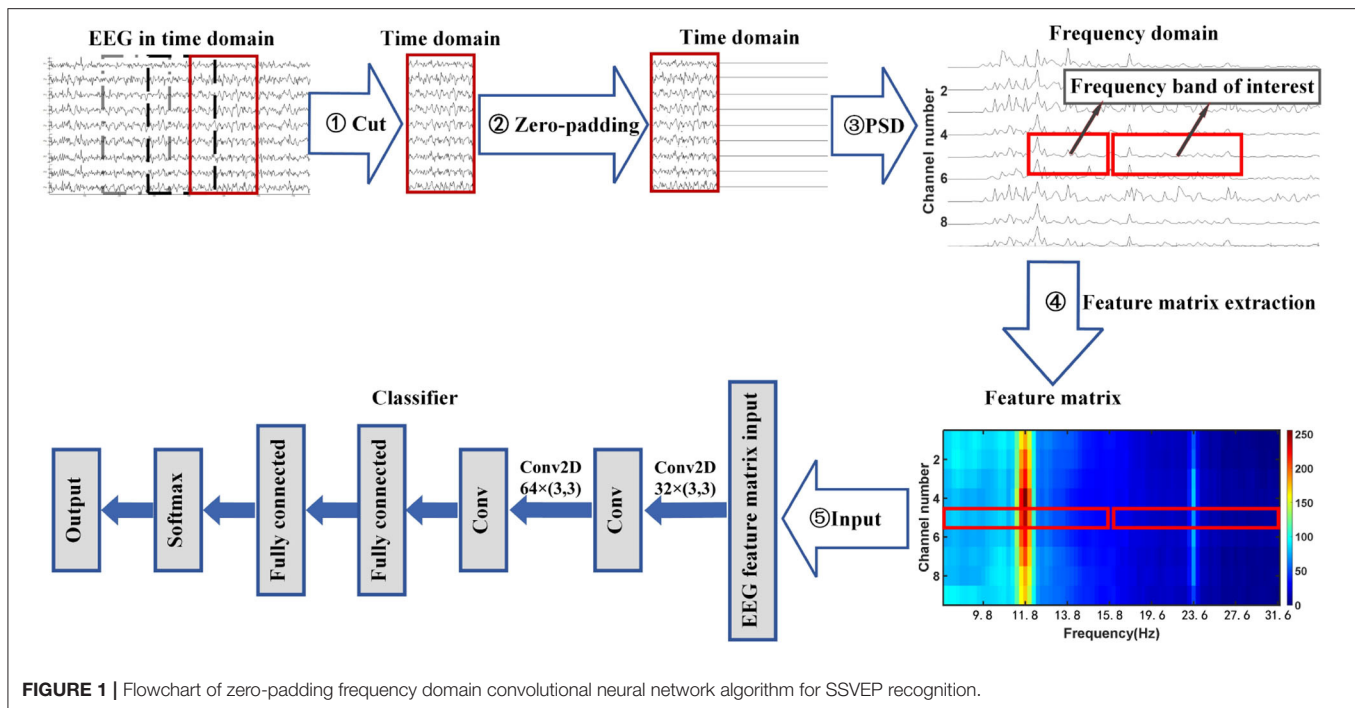 EEG in time domain
Time domain
Time domain
Frequency domain
① Cut
② Zero-padding
③PSD
Frequency band of interest
Channel number
2
4
6
8
④ Feature matrix extraction
Feature matrix
Channel number
2
4
6
8
250
200
150
100
50
0
9.8 11.8 13.8 15.8 19.6 23.6 27.6 31.6
Frequency(Hz)
⑤Input
Classifier
EEG feature matrix input
Conv2D
32×(3,3)
Conv
Conv2D
64×(3,3)
Conv
Fully connected
Fully connected
Softmax
Output
FIGURE 1 | Flowchart of zero-padding frequency domain convolutional neural network algorithm for SSVEP recognition.